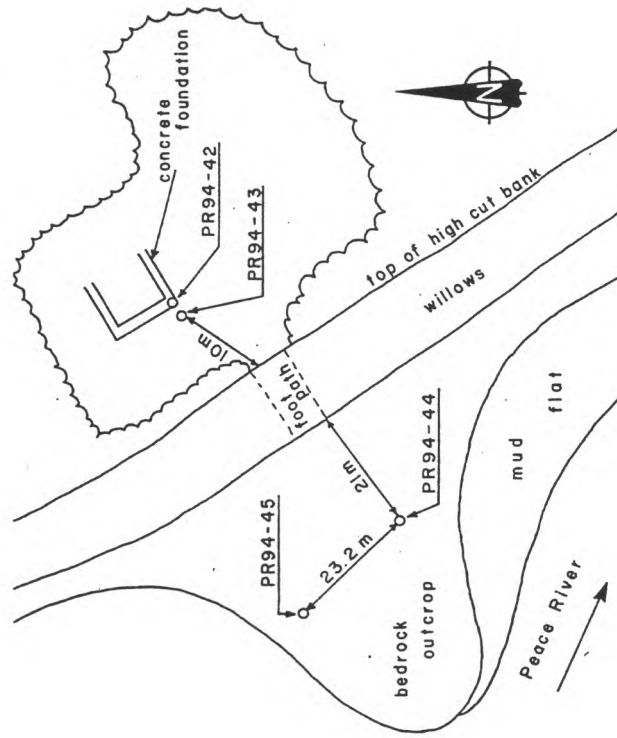 concrete
foundation
PR94-42
PR94-43
10m
top of high cut bank
willows
foot
path
21m
PR94-44
PR94-45
23.2 m
bedrock
outcrop
mud
flat
Peace River
N